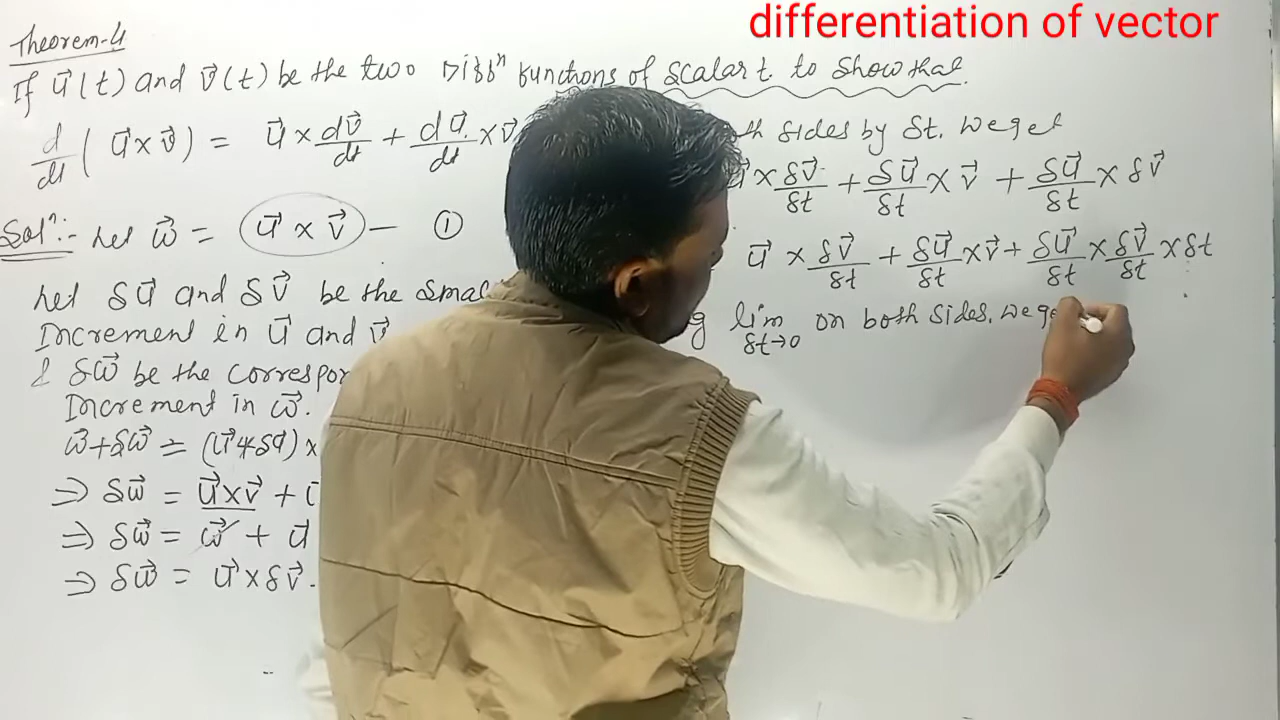 differentiation of vector
Theorem-4
If u⃗(t) and v⃗(t) be the two Diffⁿ functions of scalar t to show that
d/dt (u⃗ × v⃗) = u⃗ × dv⃗/dt + du⃗/dt × v⃗
Solⁿ:- Let w⃗ = u⃗ × v⃗ — ①
Let δu⃗ and δv⃗ be the
Increment in u⃗ and v⃗
& δw⃗ be the
Increment in w⃗.
w⃗+δw⃗ = (u⃗+δu⃗) ×
⇒ δw⃗ = u⃗×v⃗ +
⇒ δw⃗ = w⃗ + u⃗
⇒ δw⃗ = u⃗×δv⃗
sides by δt. we get
u⃗ × δv⃗/δt + δu⃗/δt × v⃗ + δu⃗/δt × δv⃗
u⃗ × δv⃗/δt + δu⃗/δt × v⃗ + δu⃗/δt × δv⃗/δt × δt
lim δt→0 on both sides. we ge